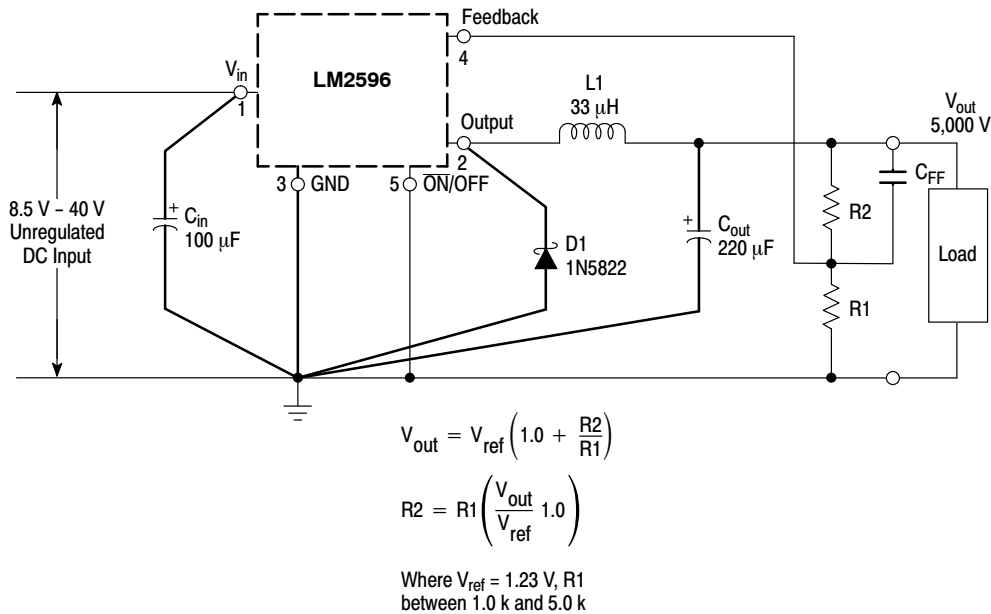 Feedback
4
V_in
1
LM2596
Output
2
L1
33 μH
V_out
5,000 V
3 GND
5 ON/OFF
C_FF
8.5 V – 40 V
Unregulated
DC Input
+ C_in
100 μF
D1
1N5822
+ C_out
220 μF
R2
R1
Load
V_out = V_ref (1.0 + R2/R1)
R2 = R1 (V_out/V_ref 1.0)
Where V_ref = 1.23 V, R1
between 1.0 k and 5.0 k